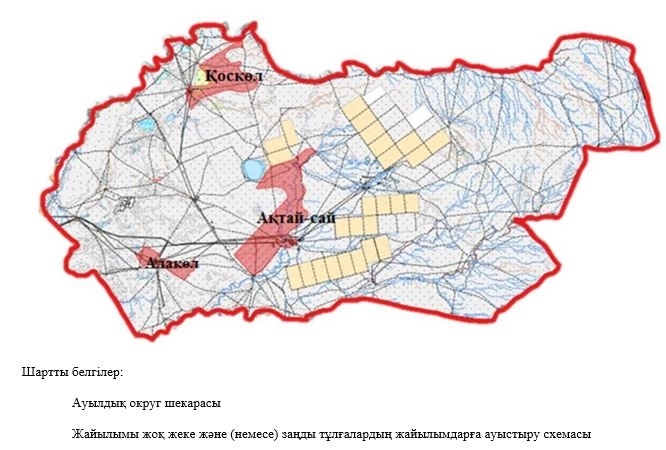 Қоскөл
Ақтай-сай
Алакөл
Шартты белгілер:
Ауылдық округ шекарасы
Жайылымы жоқ жеке және (немесе) заңды тұлғалардың жайылымдарға ауыстыру схемасы